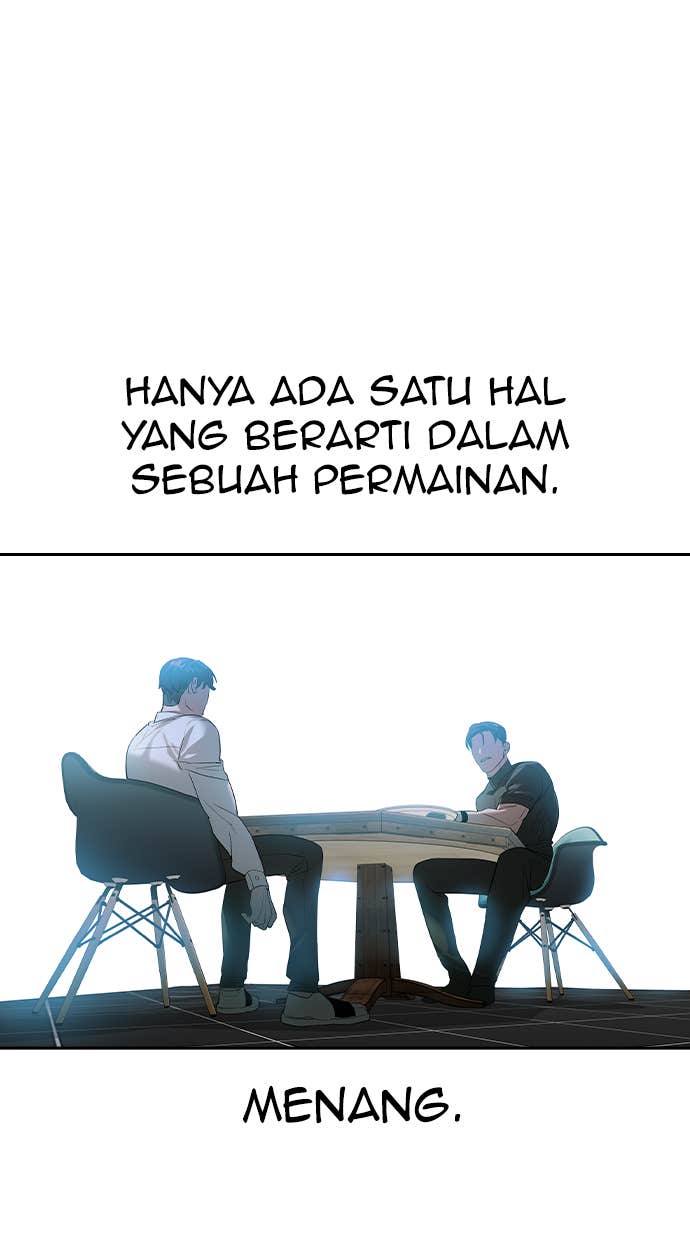 HANYA ADA SATU HAL
YANG BERARTI DALAM
SEBUAH PERMAINAN.
MENANG.